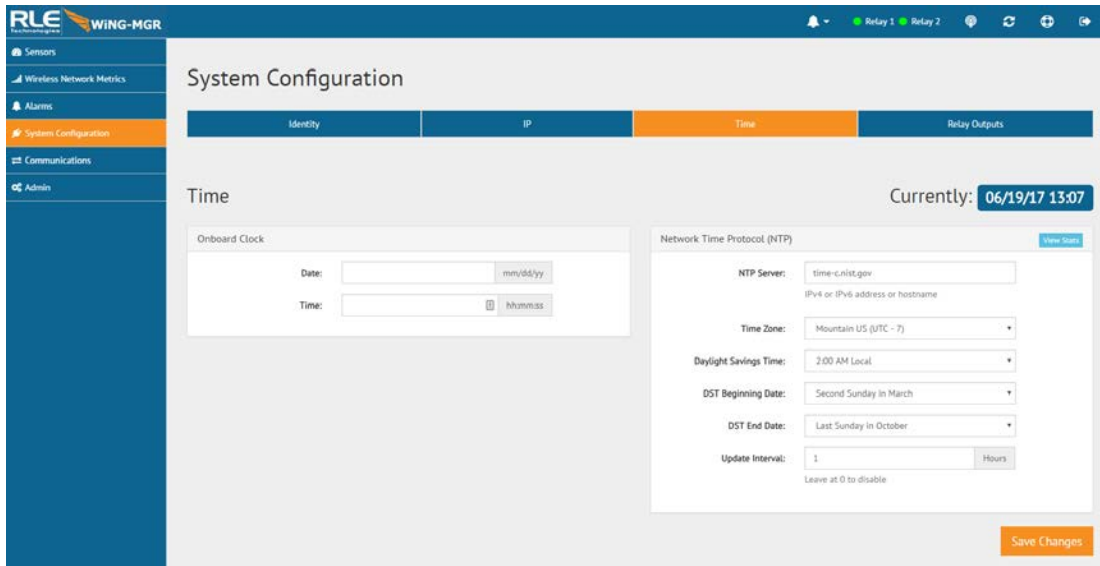 RLE WiNG-MGR
Technologies
Relay 1 Relay 2
Sensors
Wireless Network Metrics
Alarms
System Configuration
Communications
Admin
System Configuration
Identity IP Time Relay Outputs
Time
Currently: 06/19/17 13:07
Onboard Clock
Date: mm/dd/yy
Time: hh:mm:ss
Network Time Protocol (NTP) View Stats
NTP Server: time-c.nist.gov
IPv4 or IPv6 address or hostname
Time Zone: Mountain US (UTC - 7)
Daylight Savings Time: 2:00 AM Local
DST Beginning Date: Second Sunday in March
DST End Date: Last Sunday in October
Update Interval: 1 Hours
Leave at 0 to disable
Save Changes